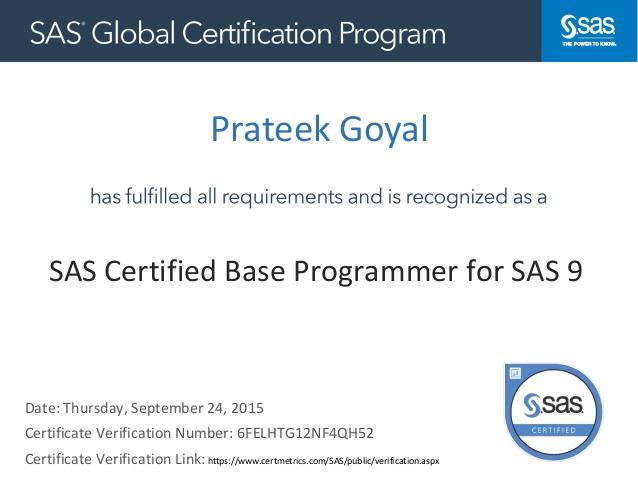 SAS® Global Certification Program
sas
THE POWER TO KNOW.
Prateek Goyal
has fulfilled all requirements and is recognized as a
SAS Certified Base Programmer for SAS 9
Date: Thursday, September 24, 2015
Certificate Verification Number: 6FELHTG12NF4QH52
Certificate Verification Link: https://www.certmetrics.com/SAS/public/verification.aspx
sas
CERTIFIED